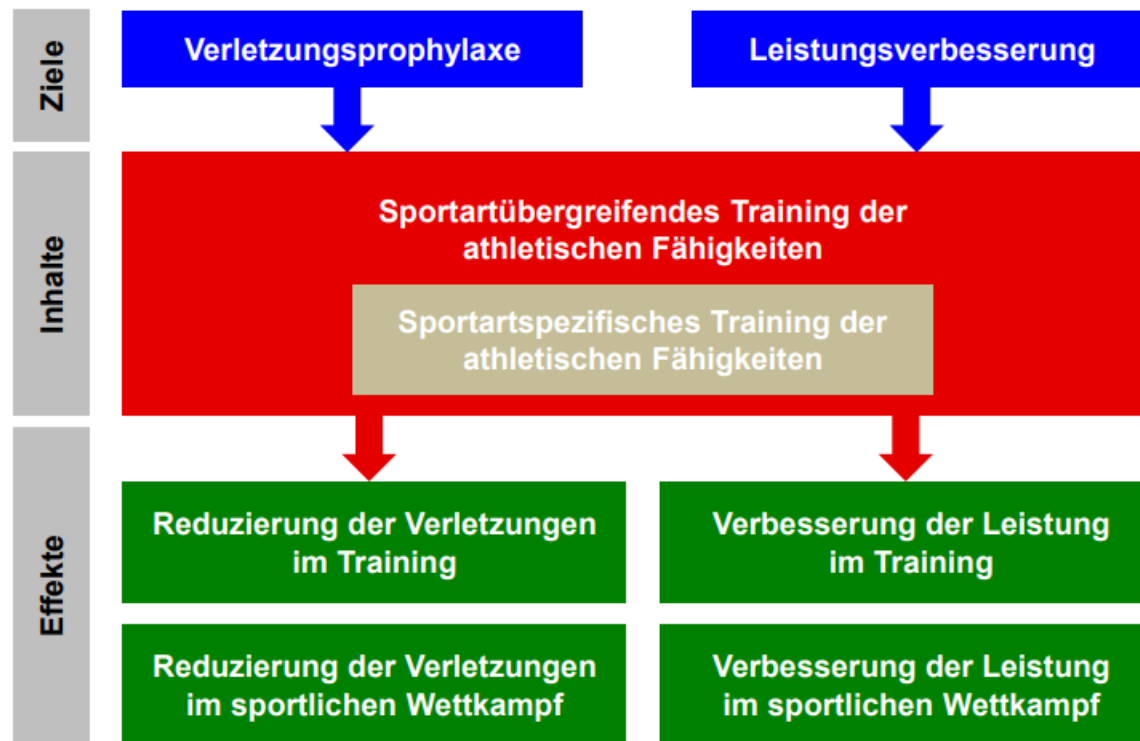 Ziele
Verletzungsprophylaxe
Leistungsverbesserung
Inhalte
Sportartübergreifendes Training der
athletischen Fähigkeiten
Sportartspezifisches Training der
athletischen Fähigkeiten
Effekte
Reduzierung der Verletzungen
im Training
Verbesserung der Leistung
im Training
Reduzierung der Verletzungen
im sportlichen Wettkampf
Verbesserung der Leistung
im sportlichen Wettkampf